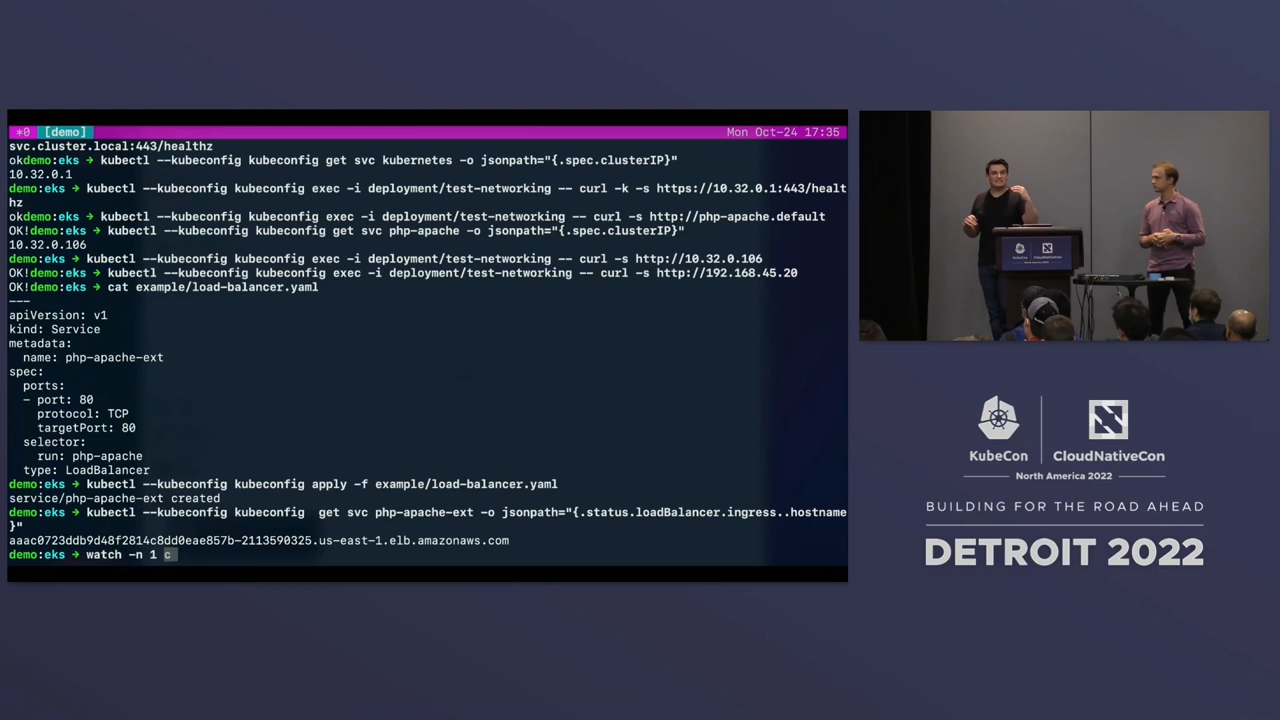 *0 [demo] Mon Oct-24 17:35
svc.cluster.local:443/healthz
okdemo:eks → kubectl --kubeconfig kubeconfig get svc kubernetes -o jsonpath="{.spec.clusterIP}"
10.32.0.1
demo:eks → kubectl --kubeconfig kubeconfig exec -i deployment/test-networking -- curl -k -s https://10.32.0.1:443/healt
hz
okdemo:eks → kubectl --kubeconfig kubeconfig exec -i deployment/test-networking -- curl -s http://php-apache.default
OK!demo:eks → kubectl --kubeconfig kubeconfig get svc php-apache -o jsonpath="{.spec.clusterIP}"
10.32.0.106
demo:eks → kubectl --kubeconfig kubeconfig exec -i deployment/test-networking -- curl -s http://10.32.0.106
OK!demo:eks → kubectl --kubeconfig kubeconfig exec -i deployment/test-networking -- curl -s http://192.168.45.20
OK!demo:eks → cat example/load-balancer.yaml
---
apiVersion: v1
kind: Service
metadata:
  name: php-apache-ext
spec:
  ports:
  - port: 80
    protocol: TCP
    targetPort: 80
  selector:
    run: php-apache
  type: LoadBalancer
demo:eks → kubectl --kubeconfig kubeconfig apply -f example/load-balancer.yaml
service/php-apache-ext created
demo:eks → kubectl --kubeconfig kubeconfig  get svc php-apache-ext -o jsonpath="{.status.loadBalancer.ingress..hostname
}"
aaac0723ddb9d48f2814c8dd0eae857b-2113590325.us-east-1.elb.amazonaws.com
demo:eks → watch -n 1 c
KubeCon CloudNativeCon
North America 2022
BUILDING FOR THE ROAD AHEAD
DETROIT 2022